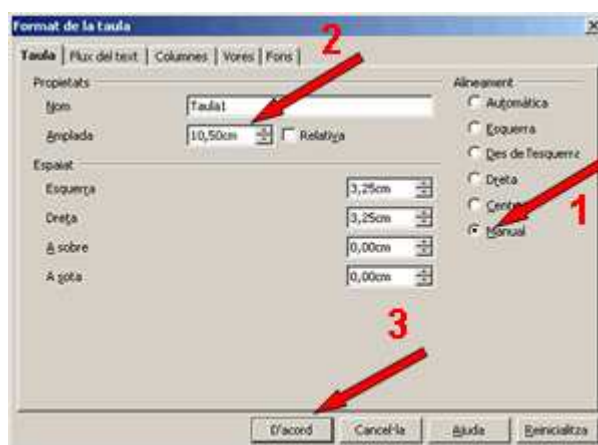 Format de la taula
Taula Flux del text Columnes Vores Fons
Propietats
Nom Taula1
Amplada 10,50cm Relativa
Espaiat
Esquerra 3,25cm
Dreta 3,25cm
A sobre 0,00cm
A sota 0,00cm
Alineament
Automàtica
Esquerra
Des de l'esquerra
Dreta
Centre
Manual
2
1
3
D'acord Cancel·la Ajuda Reinicialitza